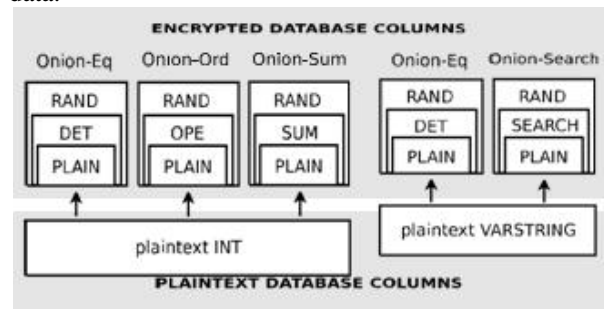 data.
ENCRYPTED DATABASE COLUMNS
Onion-Eq Onion-Ord Onion-Sum Onion-Eq Onion-Search
RAND RAND RAND RAND RAND
DET OPE SUM DET SEARCH
PLAIN PLAIN PLAIN PLAIN PLAIN
plaintext INT plaintext VARSTRING
PLAINTEXT DATABASE COLUMNS